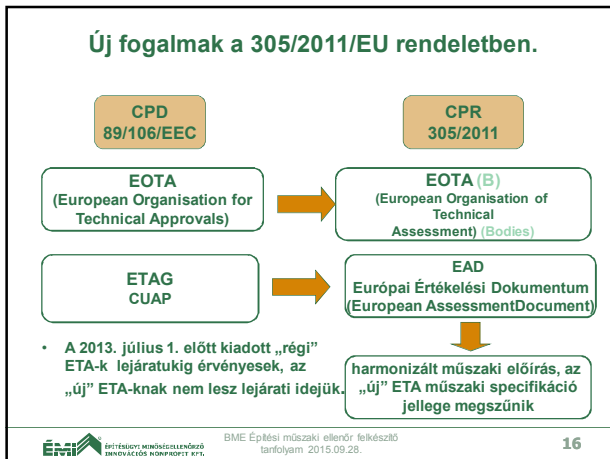 Új fogalmak a 305/2011/EU rendeletben.
CPD
89/106/EEC
CPR
305/2011
EOTA
(European Organisation for
Technical Approvals)
EOTA (B)
(European Organisation of
Technical
Assessment) (Bodies)
ETAG
CUAP
EAD
Európai Értékelési Dokumentum
(European AssessmentDocument)
• A 2013. július 1. előtt kiadott „régi”
ETA-k lejáratukig érvényesek, az
„új” ETA-knak nem lesz lejárati idejük.
harmonizált műszaki előírás, az
„új” ETA műszaki specifikáció
jellege megszűnik
ÉMI
ÉPÍTÉSÜGYI MINŐSÉGELLENŐRZŐ
INNOVÁCIÓS NONPROFIT KFT.
BME Építési műszaki ellenőr felkészítő
tanfolyam 2015.09.28.
16